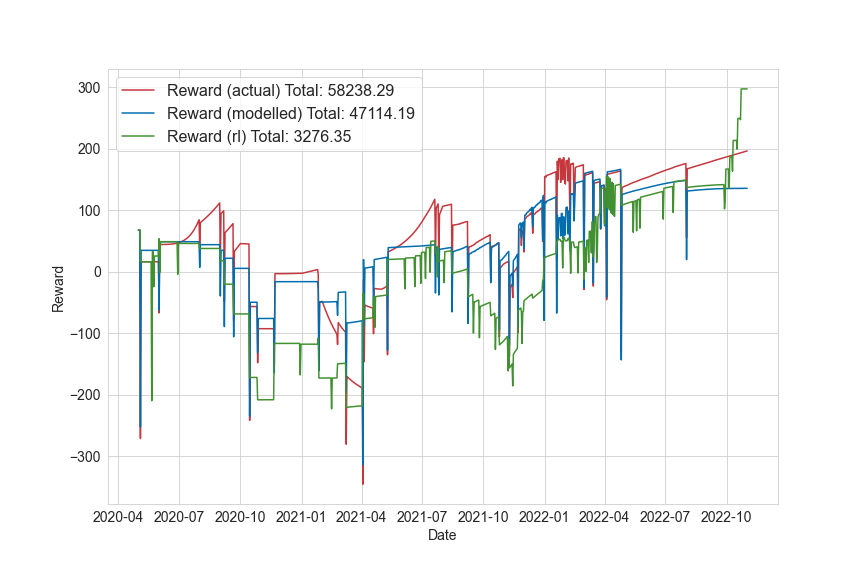 Reward (actual) Total: 58238.29
Reward (modelled) Total: 47114.19
Reward (rl) Total: 3276.35
300
200
100
0
−100
−200
−300
Reward
2020-04 2020-07 2020-10 2021-01 2021-04 2021-07 2021-10 2022-01 2022-04 2022-07 2022-10
Date